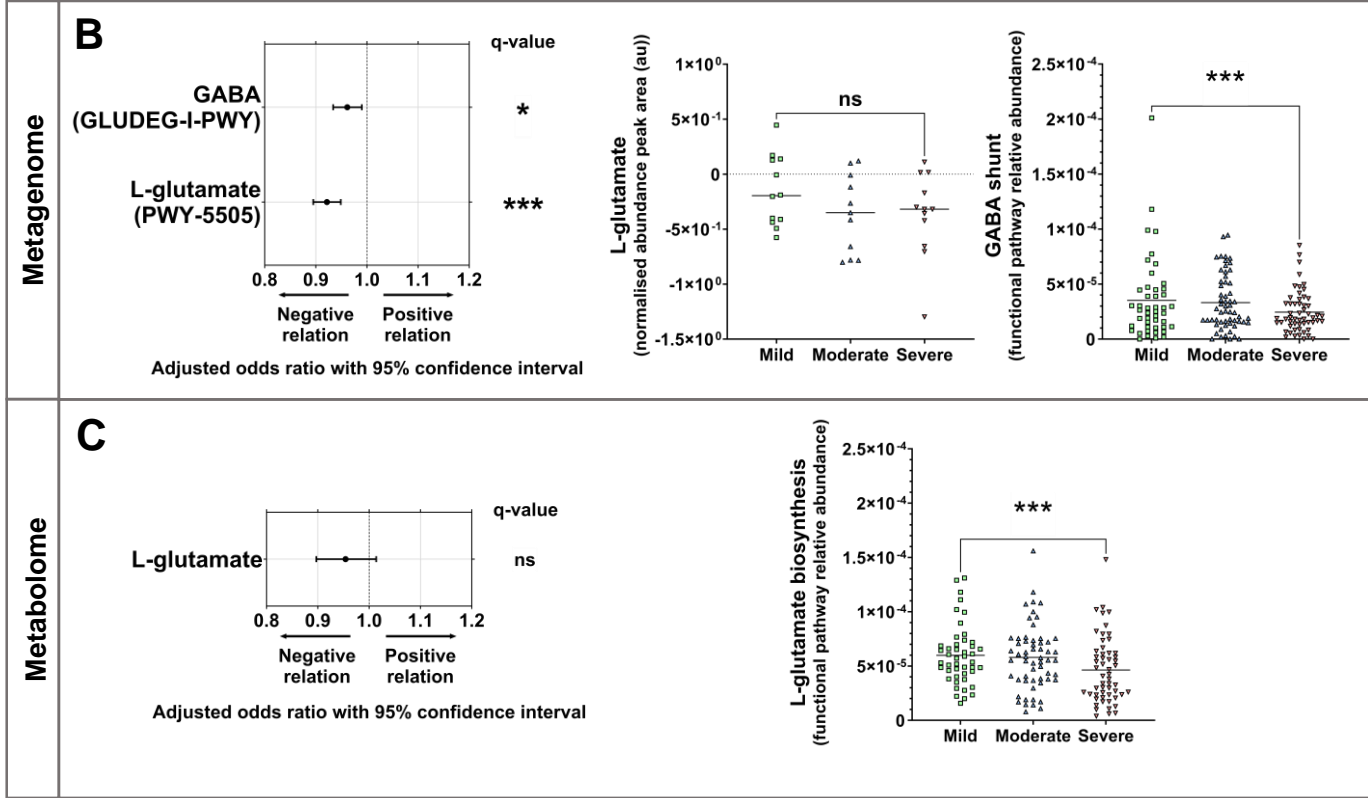 Metagenome
B
q-value
GABA
(GLUDEG-I-PWY)
*
L-glutamate
(PWY-5505)
***
0.8 0.9 1.0 1.1 1.2
Negative relation
Positive relation
Adjusted odds ratio with 95% confidence interval
L-glutamate
(normalised abundance peak area (au))
1×10⁰
5×10⁻¹
0
-5×10⁻¹
-1×10⁰
-1.5×10⁰
ns
Mild Moderate Severe
GABA shunt
(functional pathway relative abundance)
2.5×10⁻⁴
2×10⁻⁴
1.5×10⁻⁴
1×10⁻⁴
5×10⁻⁵
0
***
Mild Moderate Severe
Metabolome
C
q-value
L-glutamate
ns
0.8 0.9 1.0 1.1 1.2
Negative relation
Positive relation
Adjusted odds ratio with 95% confidence interval
L-glutamate biosynthesis
(functional pathway relative abundance)
2.5×10⁻⁴
2×10⁻⁴
1.5×10⁻⁴
1×10⁻⁴
5×10⁻⁵
0
***
Mild Moderate Severe